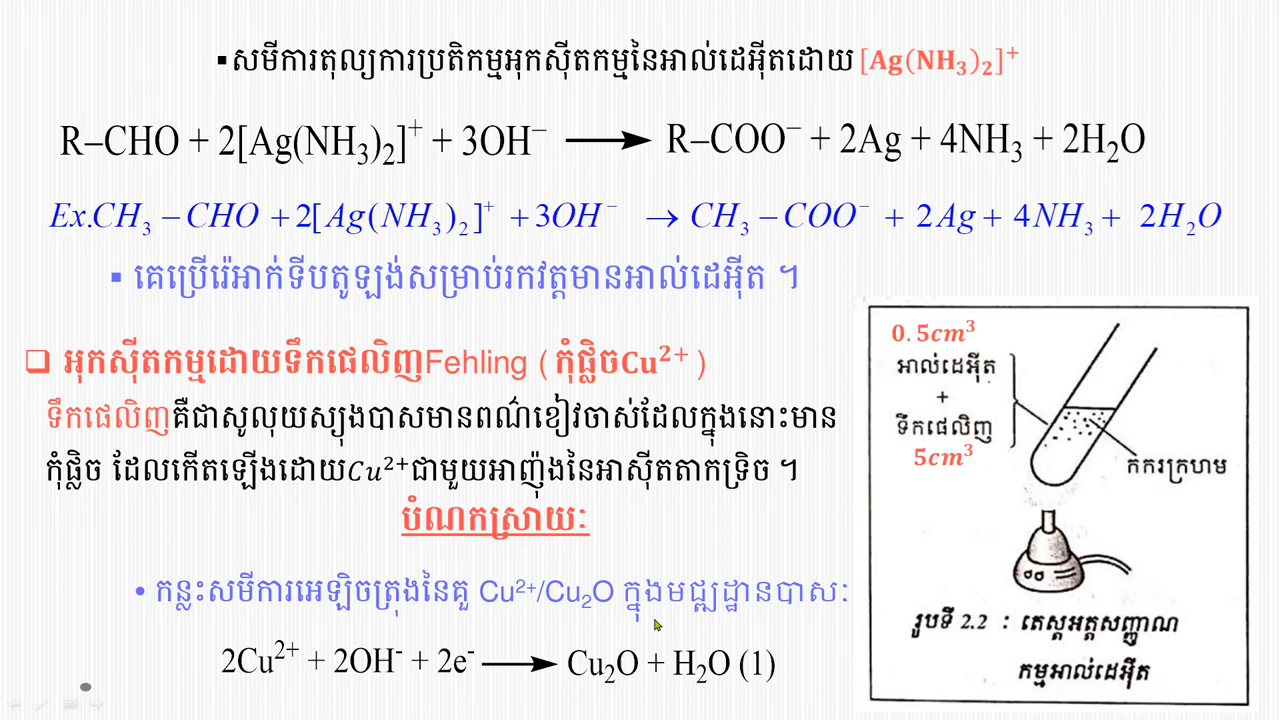 ▪សមីការតុល្យការប្រតិកម្មអុកស៊ីតកម្មនៃអាល់ដេអ៊ីតដោយ [Ag(NH₃)₂]⁺
R–CHO + 2[Ag(NH₃)₂]⁺ + 3OH⁻ ⟶ R–COO⁻ + 2Ag + 4NH₃ + 2H₂O
Ex.CH₃ − CHO + 2[Ag(NH₃)₂]⁺ + 3OH⁻ → CH₃ − COO⁻ + 2Ag + 4NH₃ + 2H₂O
▪ គេប្រើរ៉េអាក់ទីបតូឡង់សម្រាប់រកវត្តមានអាល់ដេអ៊ីត ។
❑ អុកស៊ីតកម្មដោយទឹកផេលិញFehling ( កុំផ្លិចCu²⁺ )
ទឹកផេលិញគឺជាសូលុយស្យុងបាសមានពណ៌ខៀវចាស់ដែលក្នុងនោះមាន
កុំផ្លិច ដែលកើតឡើងដោយCu²⁺ជាមួយអាញ៉ុងនៃអាស៊ីតតាកទ្រិច ។
បំណកស្រាយៈ
• កន្លះសមីការអេឡិចត្រុងនៃគួ Cu²⁺/Cu₂O ក្នុងមជ្ឈដ្ឋានបាសៈ
2Cu²⁺ + 2OH⁻ + 2e⁻ ⟶ Cu₂O + H₂O (1)
0.5cm³
អាល់ដេអ៊ីត
+
ទឹកផេលិញ
5cm³
កករក្រហម
រូបទី 2.2 : តេស្តអត្តសញ្ញាណ
កម្មអាល់ដេអ៊ីត